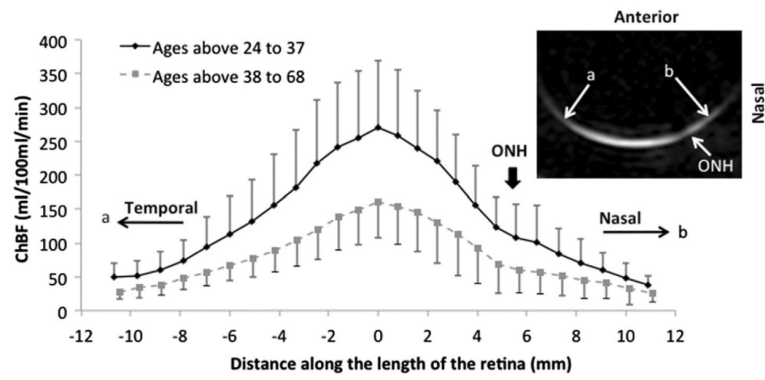 Anterior
Nasal
a
b
ONH
400
350
300
250
200
150
100
50
0
ChBF (ml/100ml/min)
Ages above 24 to 37
Ages above 38 to 68
ONH
a
Temporal
Nasal
b
-12 -10 -8 -6 -4 -2 0 2 4 6 8 10 12
Distance along the length of the retina (mm)